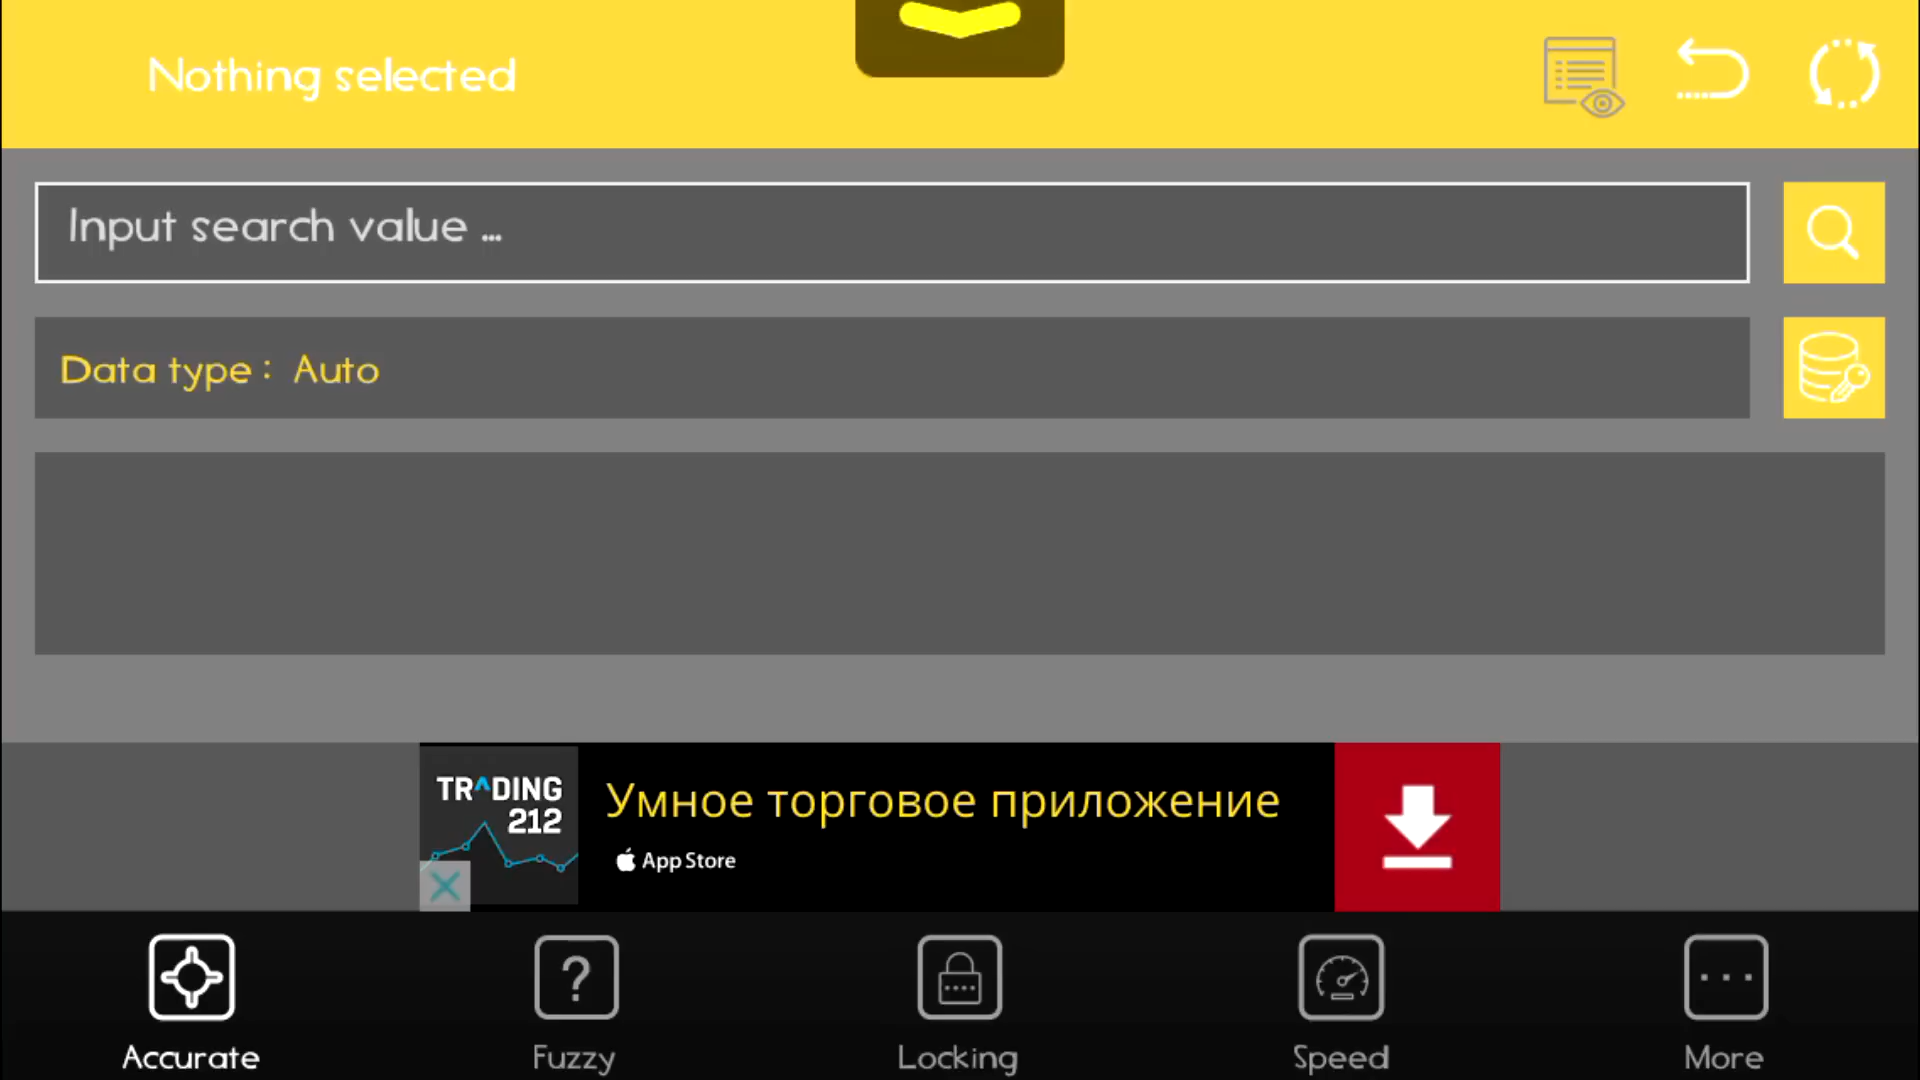 Nothing selected
Input search value ...
Data type : Auto
TRADING
212
Умное торговое приложение
App Store
Accurate
Fuzzy
Locking
Speed
More